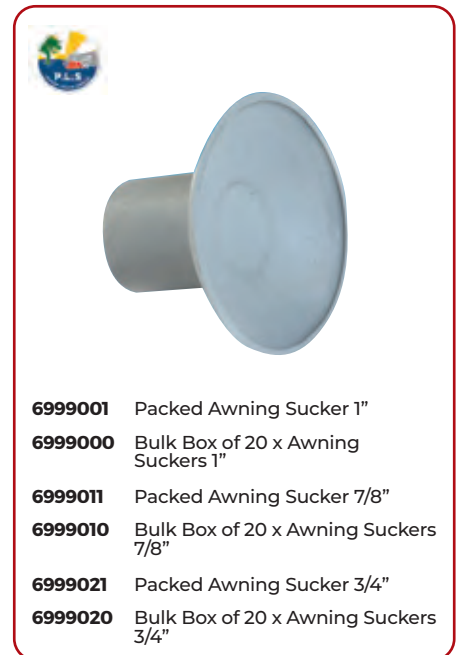 P.L.S
6999001 Packed Awning Sucker 1”
6999000 Bulk Box of 20 x Awning
Suckers 1”
6999011 Packed Awning Sucker 7/8”
6999010 Bulk Box of 20 x Awning Suckers
7/8”
6999021 Packed Awning Sucker 3/4”
6999020 Bulk Box of 20 x Awning Suckers
3/4”